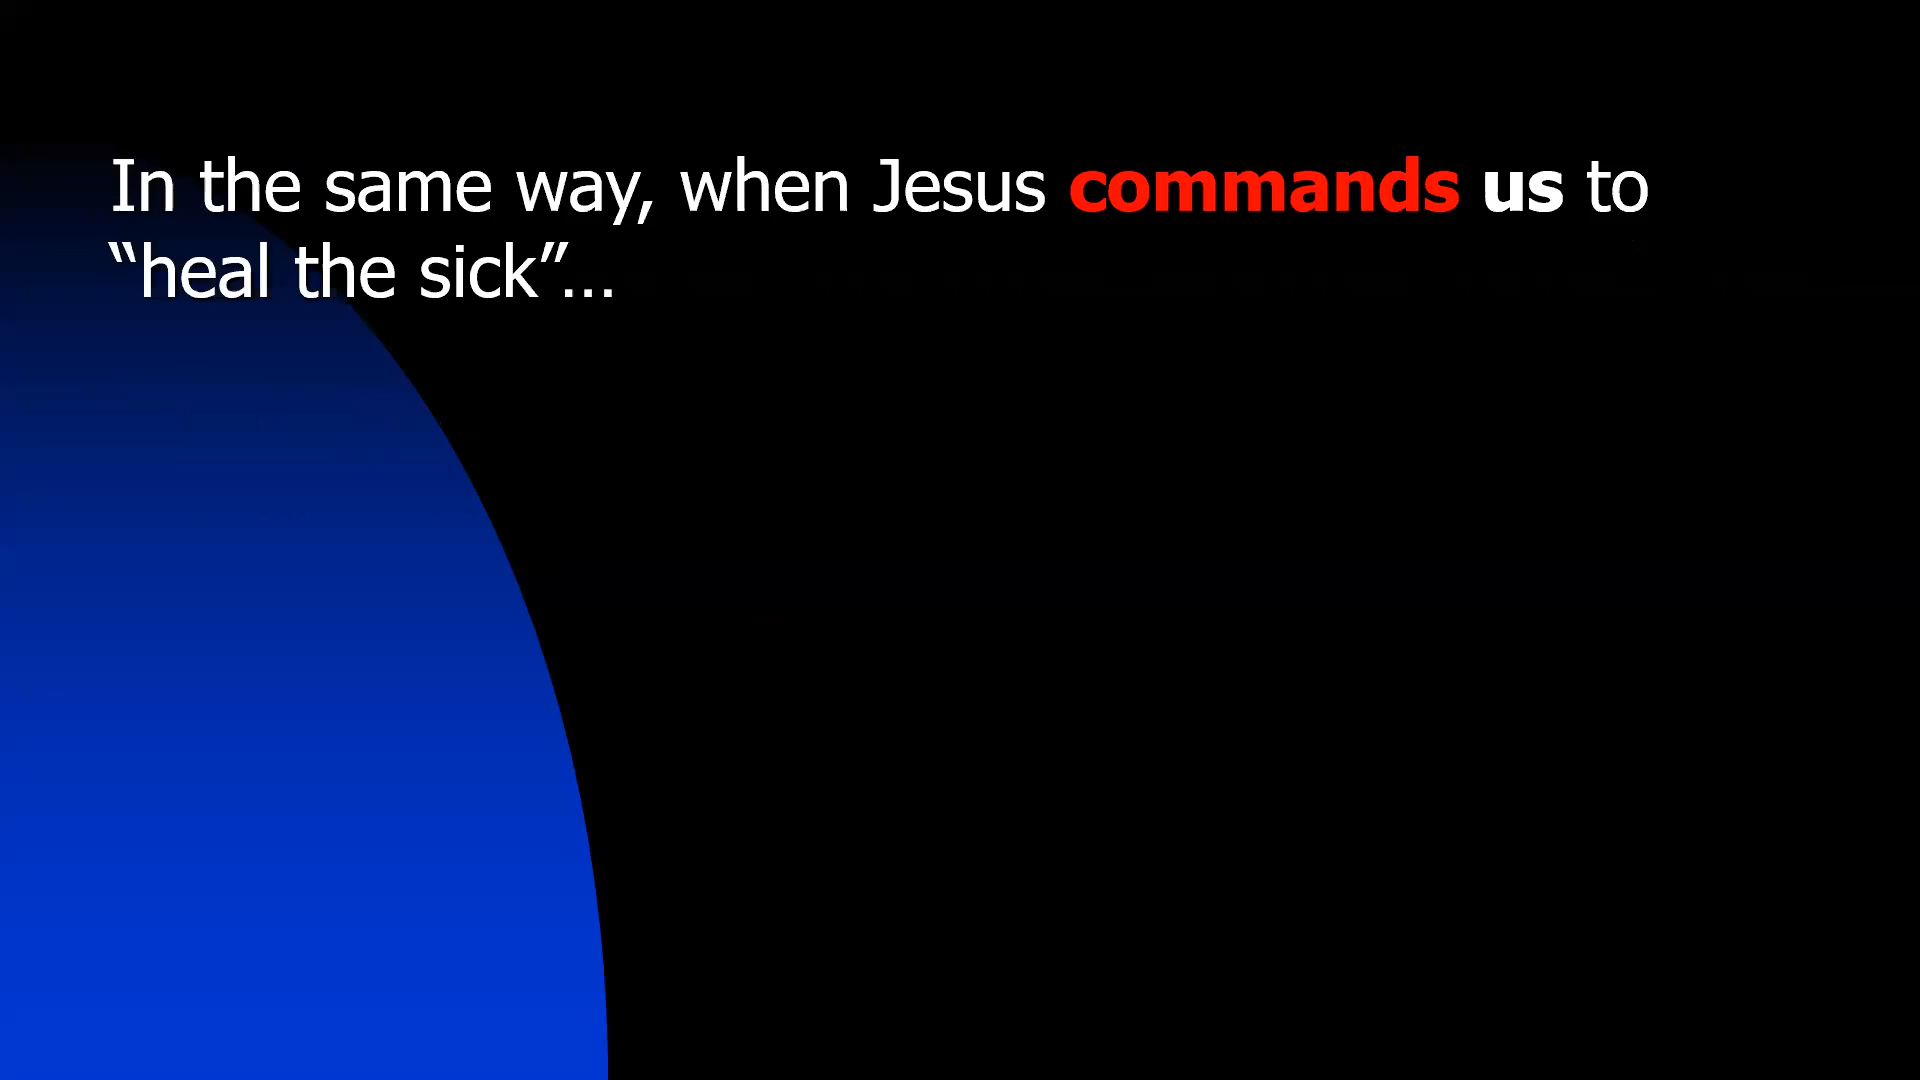 In the same way, when Jesus commands us to
“heal the sick”…